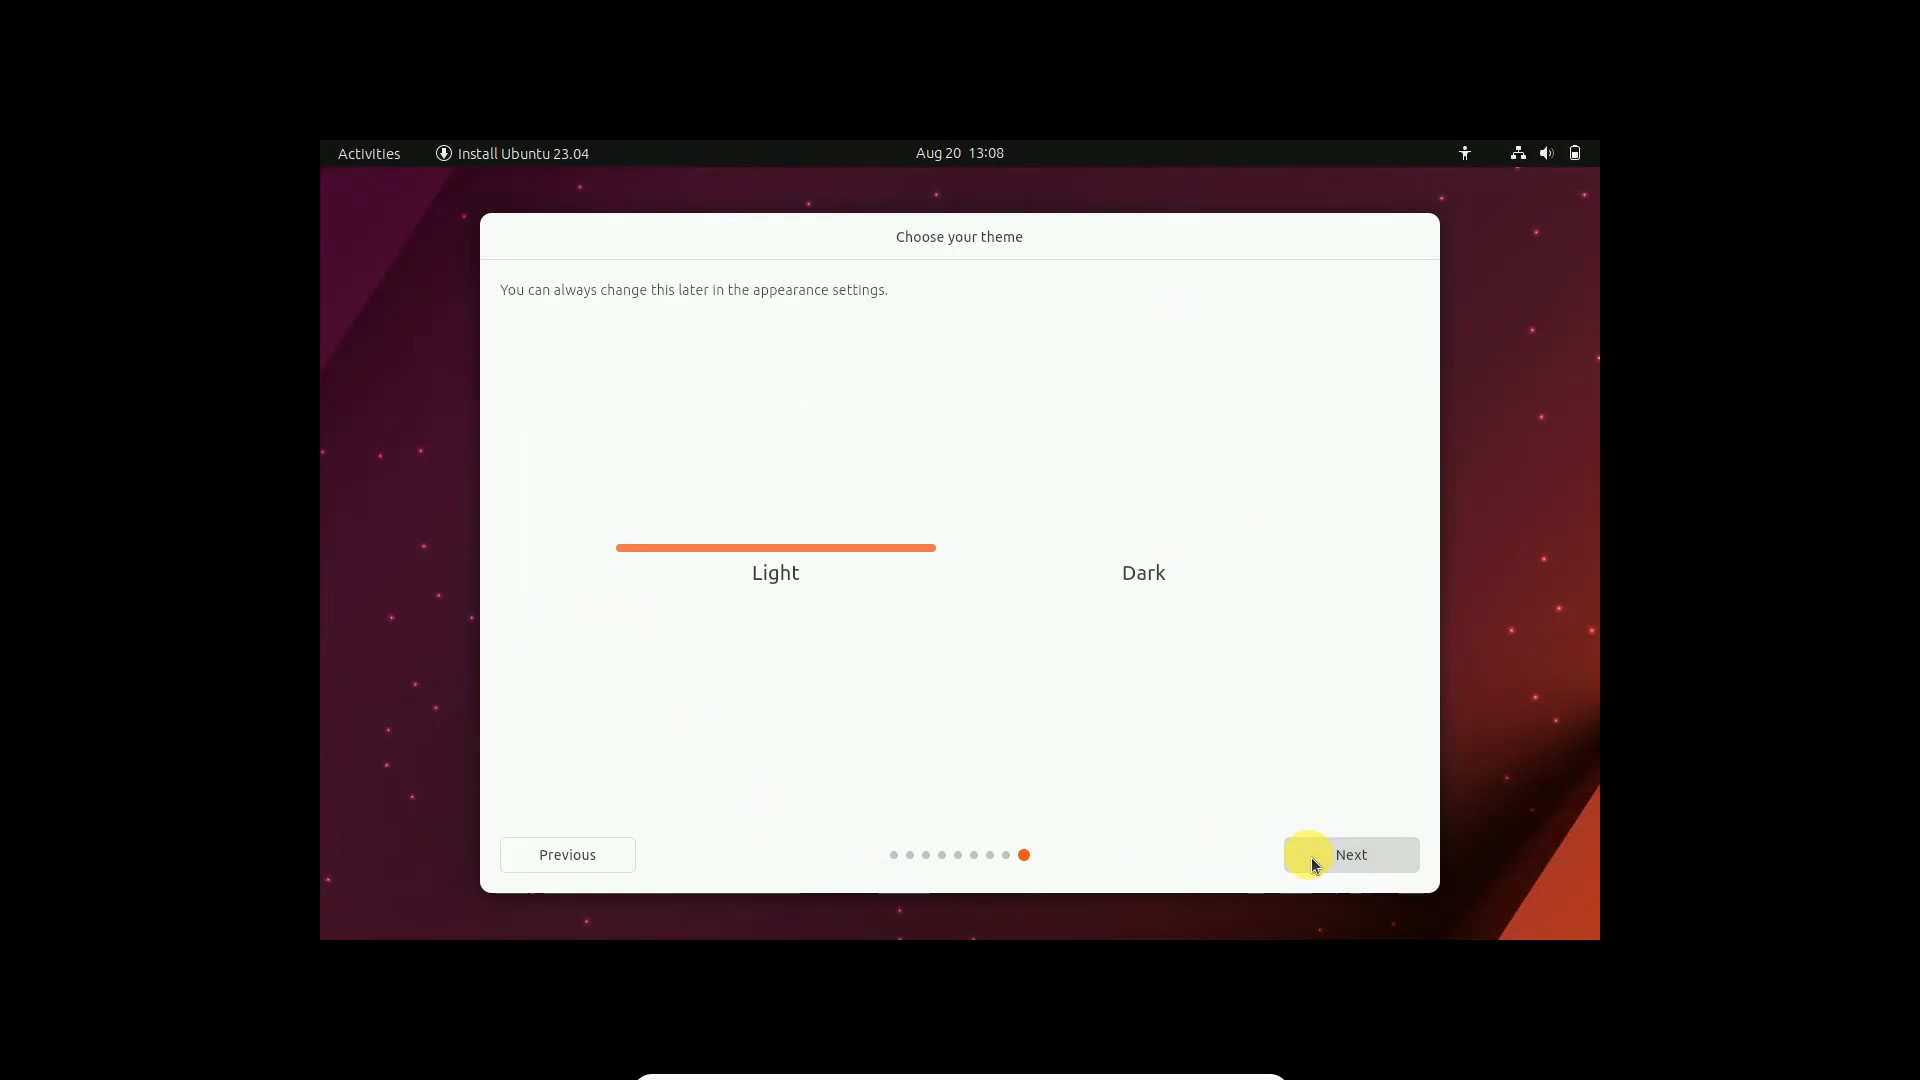 Activities Install Ubuntu 23.04 Aug 20 13:08
Choose your theme
You can always change this later in the appearance settings.
Light Dark
Previous Next